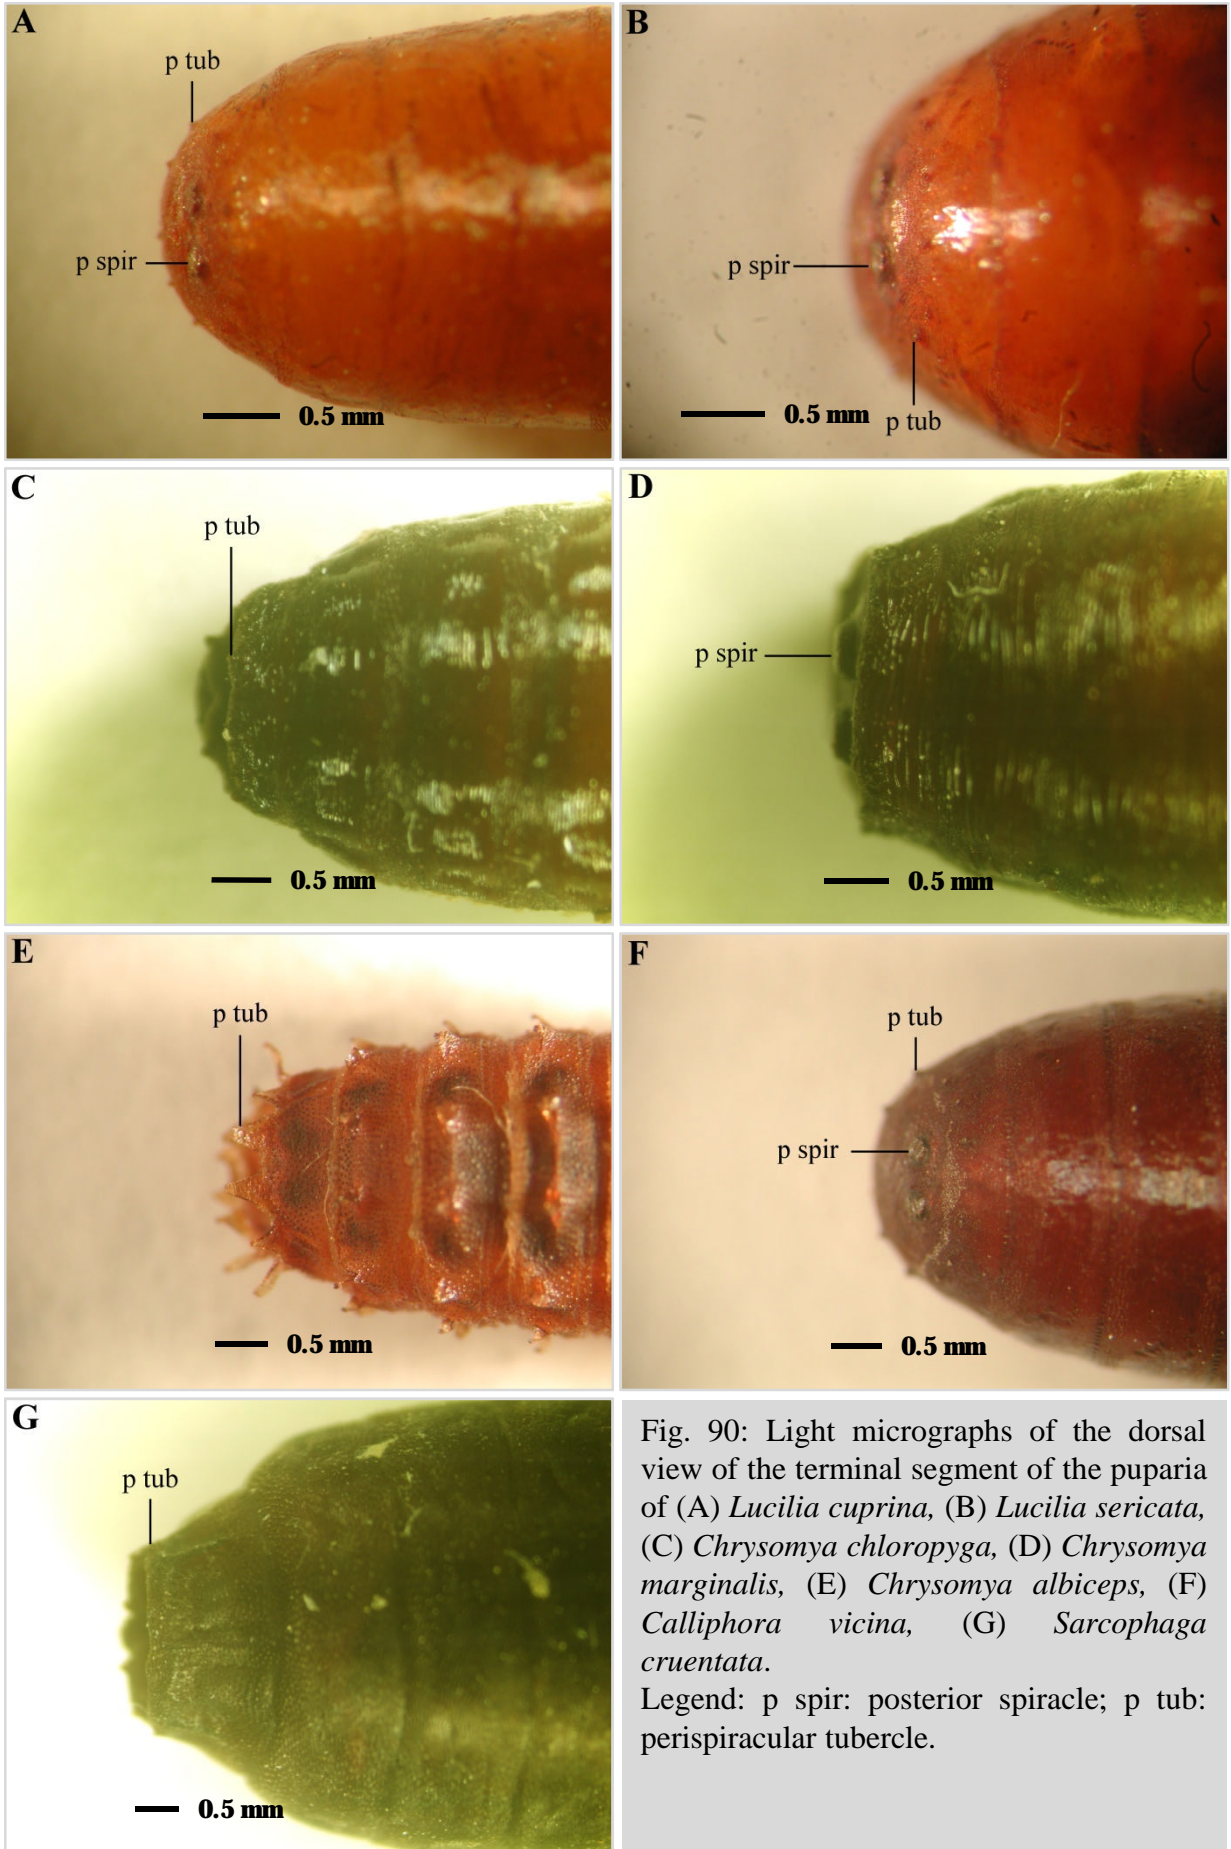 A
p tub
p spir
0.5 mm
B
p spir
0.5 mm
p tub
C
p tub
0.5 mm
D
p spir
0.5 mm
E
p tub
0.5 mm
F
p tub
p spir
0.5 mm
G
p tub
0.5 mm
Fig. 90: Light micrographs of the dorsal
view of the terminal segment of the puparia
of (A) Lucilia cuprina, (B) Lucilia sericata,
(C) Chrysomya chloropyga, (D) Chrysomya
marginalis, (E) Chrysomya albiceps, (F)
Calliphora vicina, (G) Sarcophaga
cruentata.
Legend: p spir: posterior spiracle; p tub:
perispiracular tubercle.